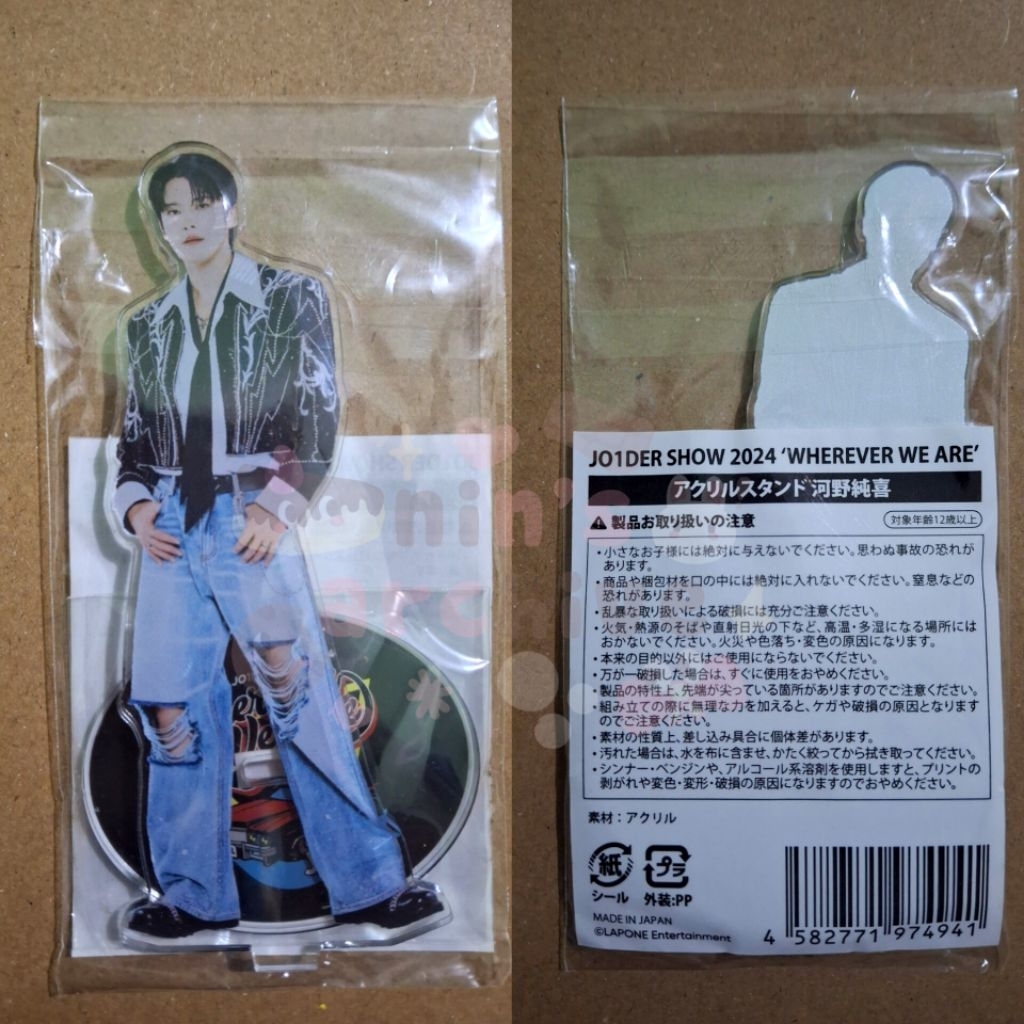 nin's
archive
JO1DER SHOW 2024 'WHEREVER WE ARE'
アクリルスタンド 河野純喜
製品お取り扱いの注意
対象年齢12歳以上
・小さなお子様には絶対に与えないでください。思わぬ事故の恐れが
あります。
・商品や梱包材を口の中には絶対に入れないでください。窒息などの
恐れがあります。
・乱暴な取り扱いによる破損には充分ご注意ください。
・火気・熱源のそばや直射日光の下など、高温・多湿になる場所には
おかないでください。火災や色落ち・変色の原因になります。
・本来の目的以外にはご使用にならないでください。
・万が一破損した場合は、すぐに使用をおやめください。
・製品の特性上、先端が尖っている箇所がありますのでご注意ください。
・組み立ての際に無理な力を加えると、ケガや破損の原因となります
のでご注意ください。
・素材の性質上、差し込み具合に個体差があります。
・汚れた場合は、水を布に含ませ、かたく絞ってから拭き取ってください。
・シンナー・ベンジンや、アルコール系溶剤を使用しますと、プリントの
剥がれや変色・変形・破損の原因になりますのでおやめください。
素材：アクリル
紙 プラ
シール 外装:PP
MADE IN JAPAN
©LAPONE Entertainment
4 582771 974941